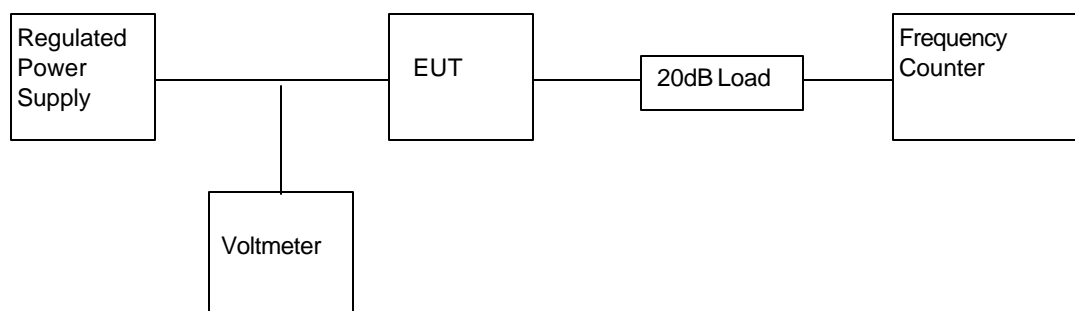 Regulated
Power
Supply
EUT
20dB Load
Frequency
Counter
Voltmeter